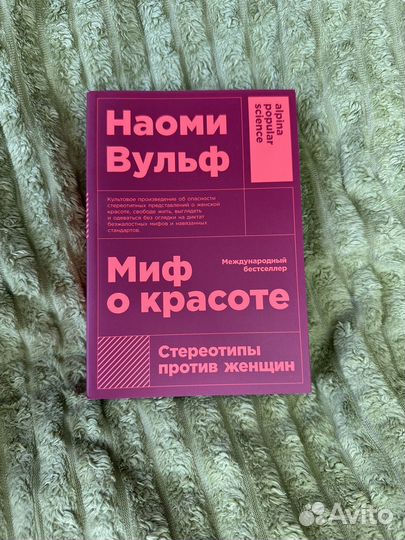 Наоми
Вульф
alpina
popular
science
Культовое произведение об опасности
стереотипных представлений о женской
красоте, свободе жить, выглядеть
и одеваться без оглядки на диктат
безжалостных мифов и навязанных
стандартов.
Международный
бестселлер
Миф
о красоте
Стереотипы
против женщин
Avito